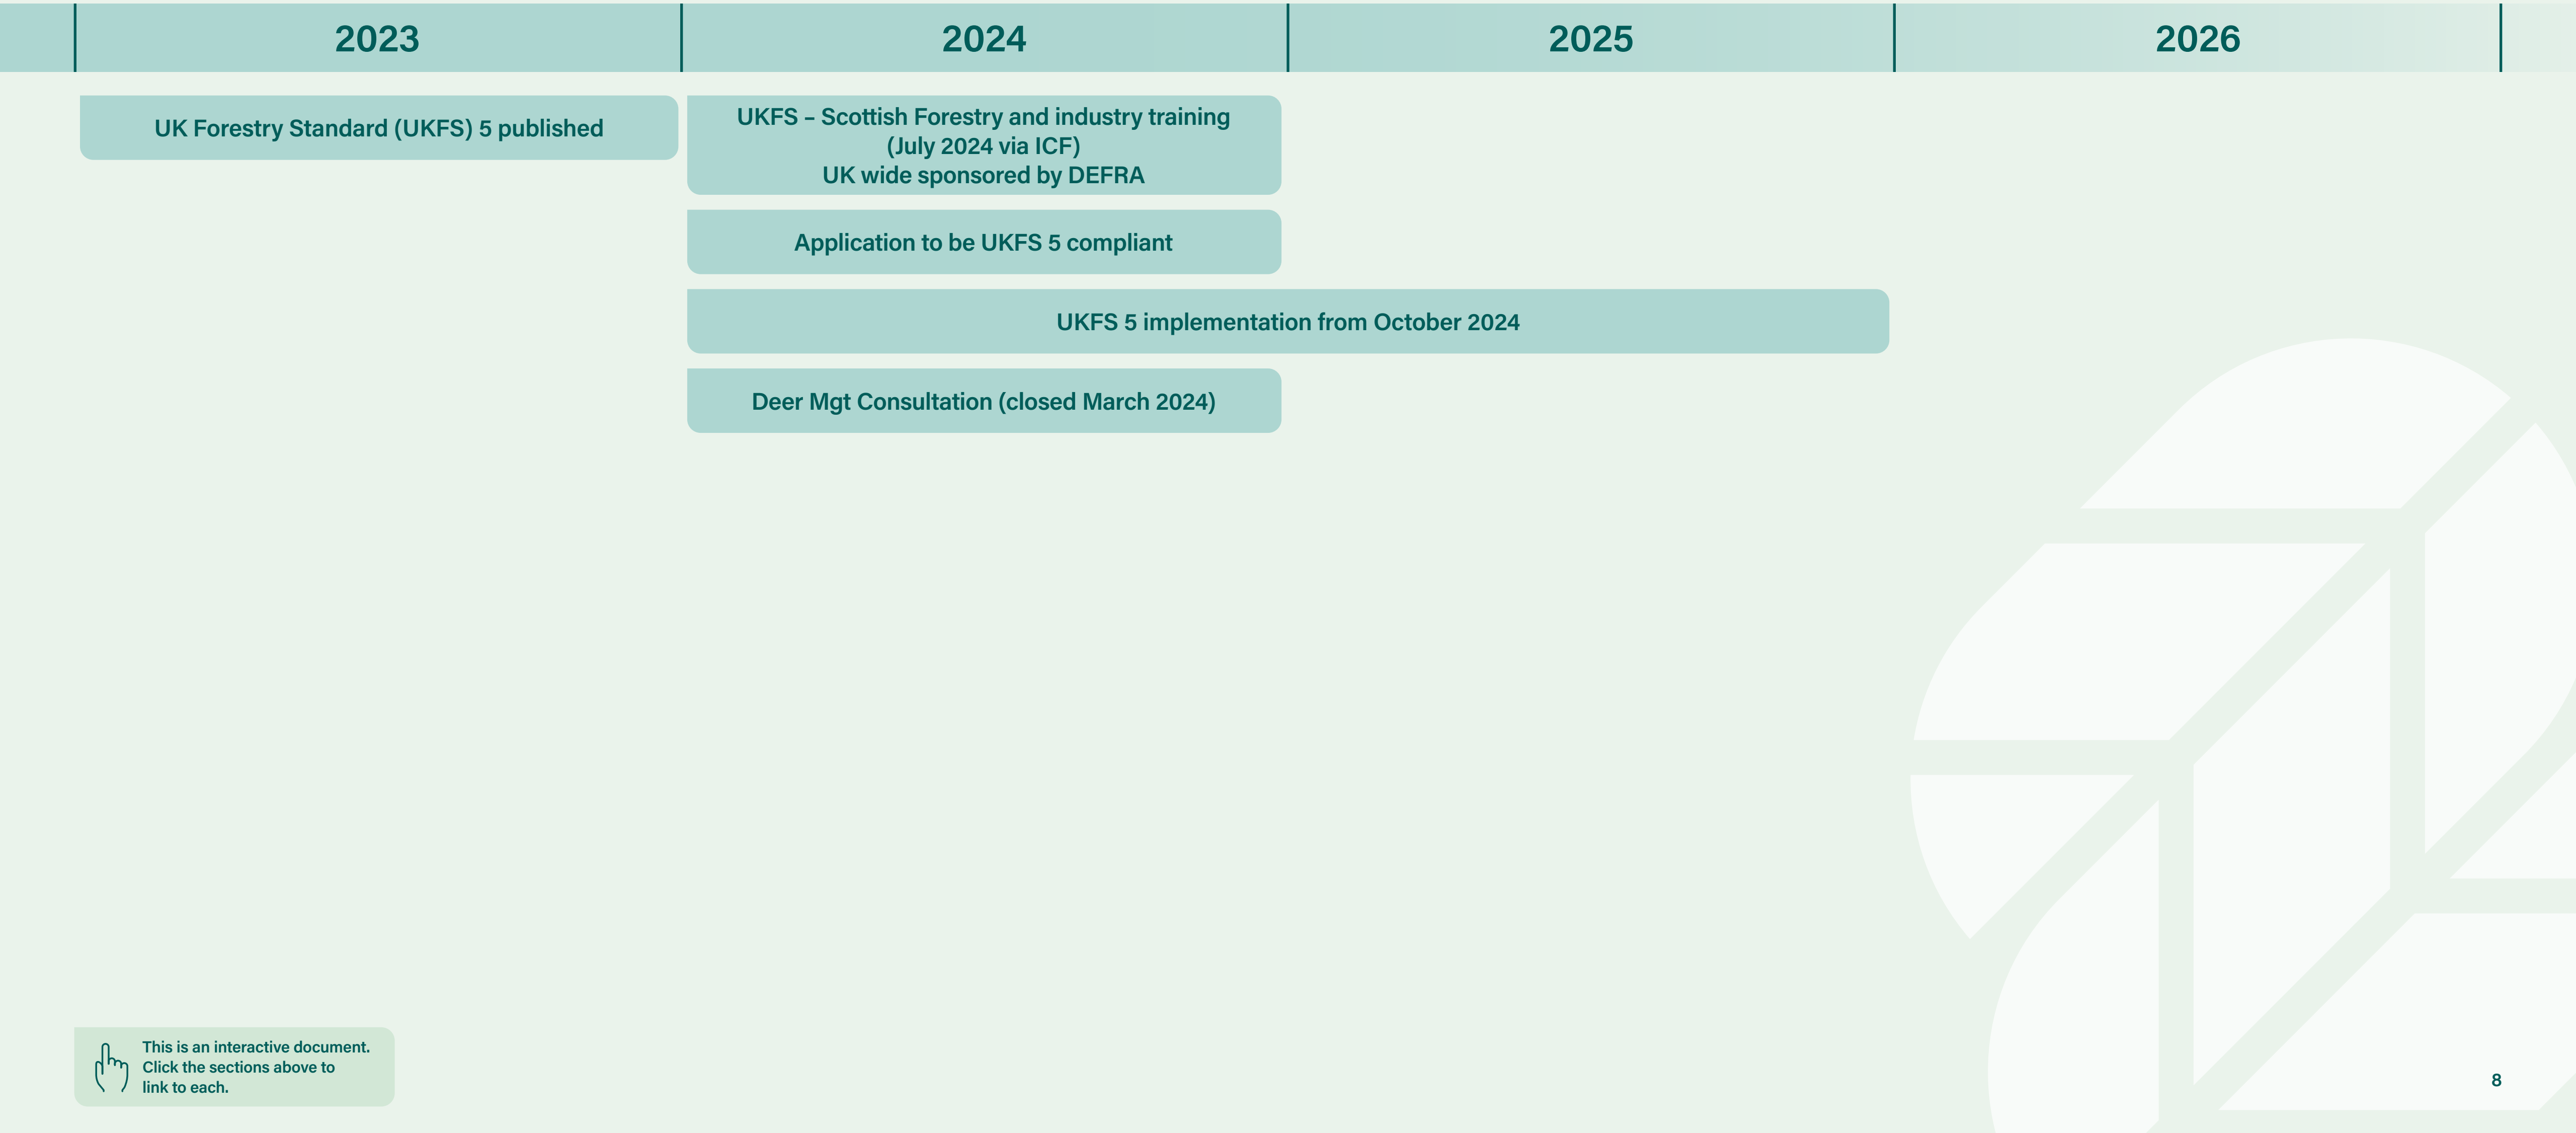 2023
2024
2025
2026
UK Forestry Standard (UKFS) 5 published
UKFS – Scottish Forestry and industry training
(July 2024 via ICF)
UK wide sponsored by DEFRA
Application to be UKFS 5 compliant
UKFS 5 implementation from October 2024
Deer Mgt Consultation (closed March 2024)
This is an interactive document.
Click the sections above to
link to each.
8